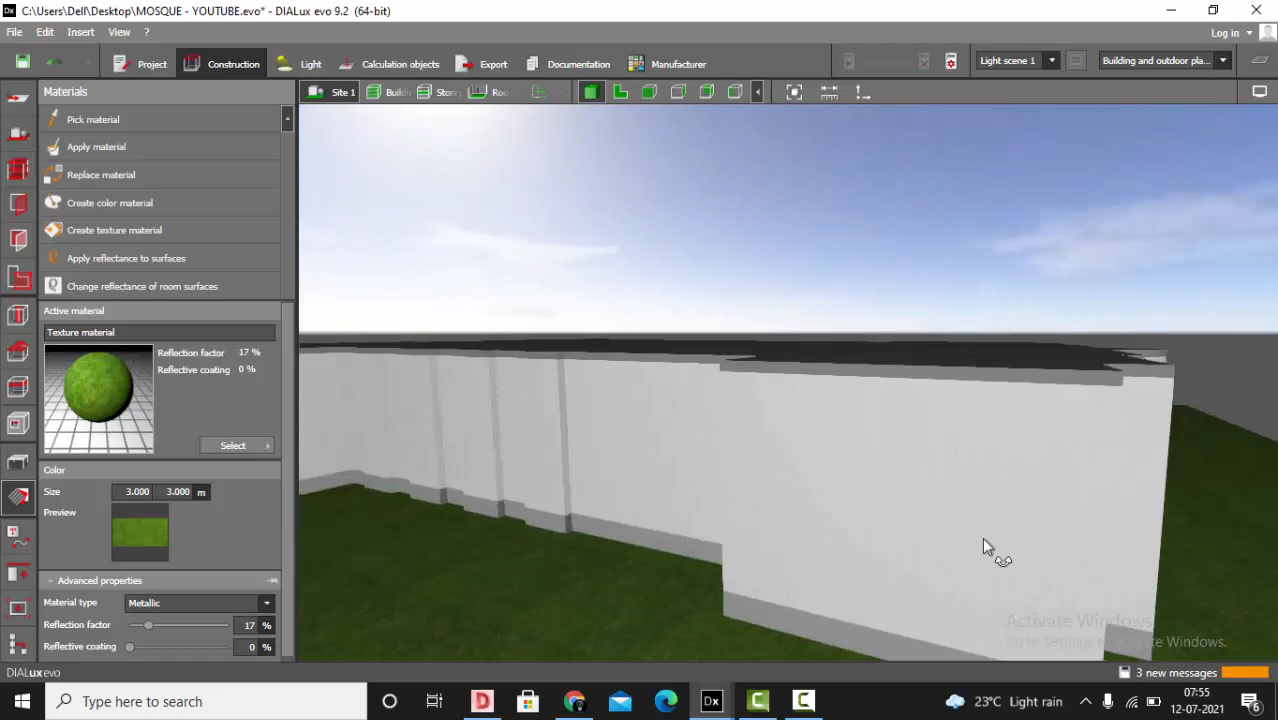 C:\Users\Dell\Desktop\MOSQUE - YOUTUBE.evo* - DIALux evo 9.2 (64-bit)
File Edit Insert View ?
Log in
Project Construction Light Calculation objects Export Documentation Manufacturer
Light scene 1
Building and outdoor pla...
Materials
Site 1
Pick material
Apply material
Replace material
Create color material
Create texture material
Apply reflectance to surfaces
Change reflectance of room surfaces
Active material
Texture material
Reflection factor 17 %
Reflective coating 0 %
Select
Color
Size 3.000 3.000 m
Preview
Advanced properties
Material type Metallic
Reflection factor 17 %
Reflective coating 0 %
Activate Windows
Go to Settings to activate Windows.
DIALux evo
3 new messages
Type here to search
D
Dx
C
C
23°C Light rain
07:55
12-07-2021
6